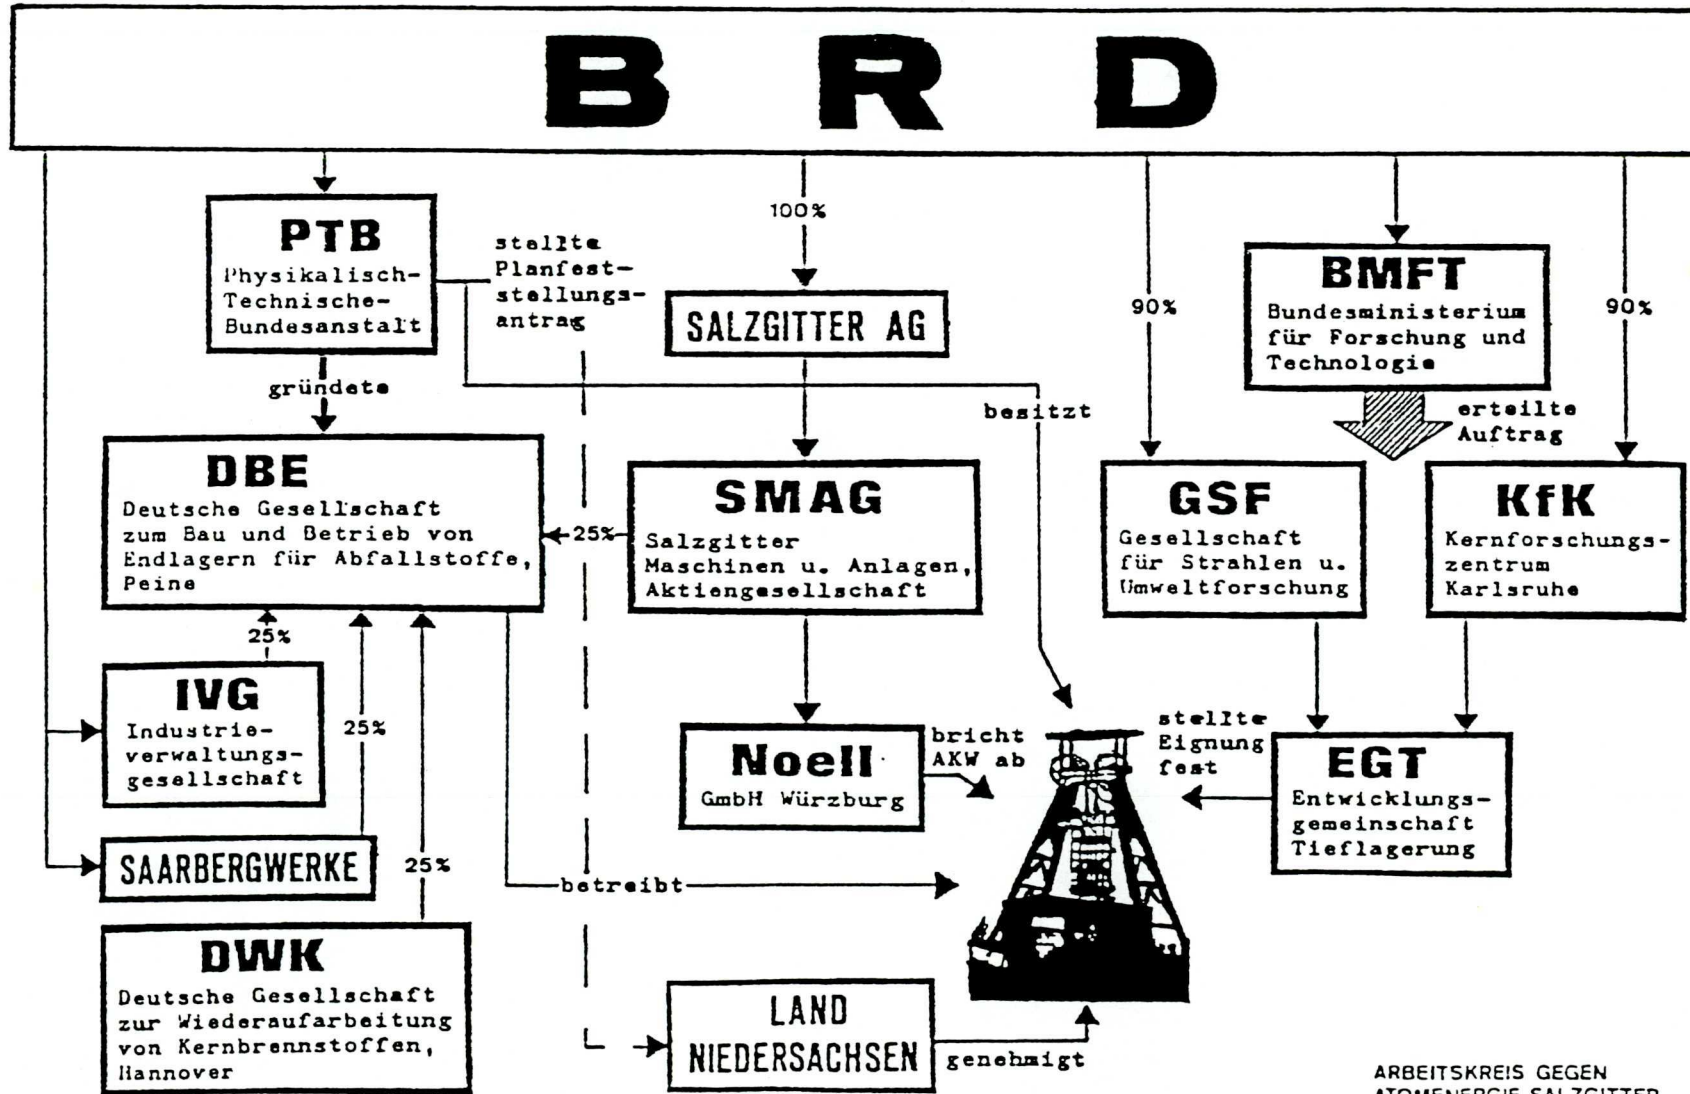 BRD
PTB
Physikalisch-
Technische-
Bundesanstalt
stellte
Planfest-
stellungs-
antrag
100%
SALZGITTER AG
90%
BMFT
Bundesministerium
für Forschung und
Technologie
90%
gründete
besitzt
erteilte
Auftrag
DBE
Deutsche Gesellschaft
zum Bau und Betrieb von
Endlagern für Abfallstoffe,
Peine
25%
SMAG
Salzgitter
Maschinen u. Anlagen,
Aktiengesellschaft
GSF
Gesellschaft
für Strahlen u.
Umweltforschung
KfK
Kernforschungs-
zentrum
Karlsruhe
25%
IVG
Industrie-
verwaltungs-
gesellschaft
25%
Noell
GmbH Würzburg
bricht
AKW ab
stellte
Eignung
fest
EGT
Entwicklungs-
gemeinschaft
Tieflagerung
SAARBERGWERKE
25%
betreibt
DWK
Deutsche Gesellschaft
zur Wiederaufarbeitung
von Kernbrennstoffen,
Hannover
LAND
NIEDERSACHSEN
genehmigt
ARBEITSKREIS GEGEN
ATOMENERGIE SALZGITTER